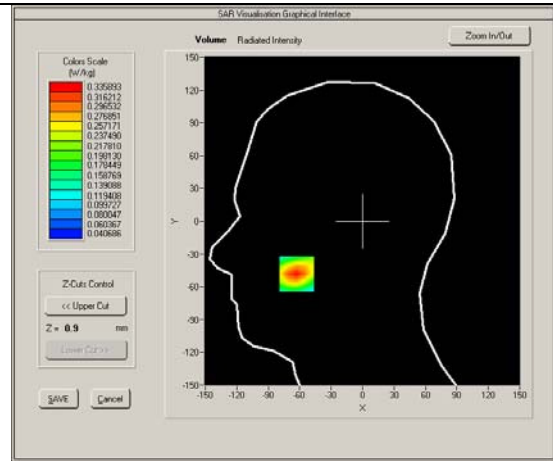 SAR Visualisation Graphical Interface
Volume Radiated Intensity
Zoom In/Out
Colors Scale
(W/kg)
0.335893
0.316212
0.296532
0.276851
0.257171
0.237490
0.217810
0.198130
0.178449
0.158769
0.139088
0.119408
0.099727
0.080047
0.060367
0.040686
Z-Cuts Control
<< Upper Cut
Z = 0.9 mm
Lower Cut >>
SAVE Cancel
150
120
90
60
30
0
-30
-60
-90
-120
-150
Y
-150 -120 -90 -60 -30 0 30 60 90 120 150
X